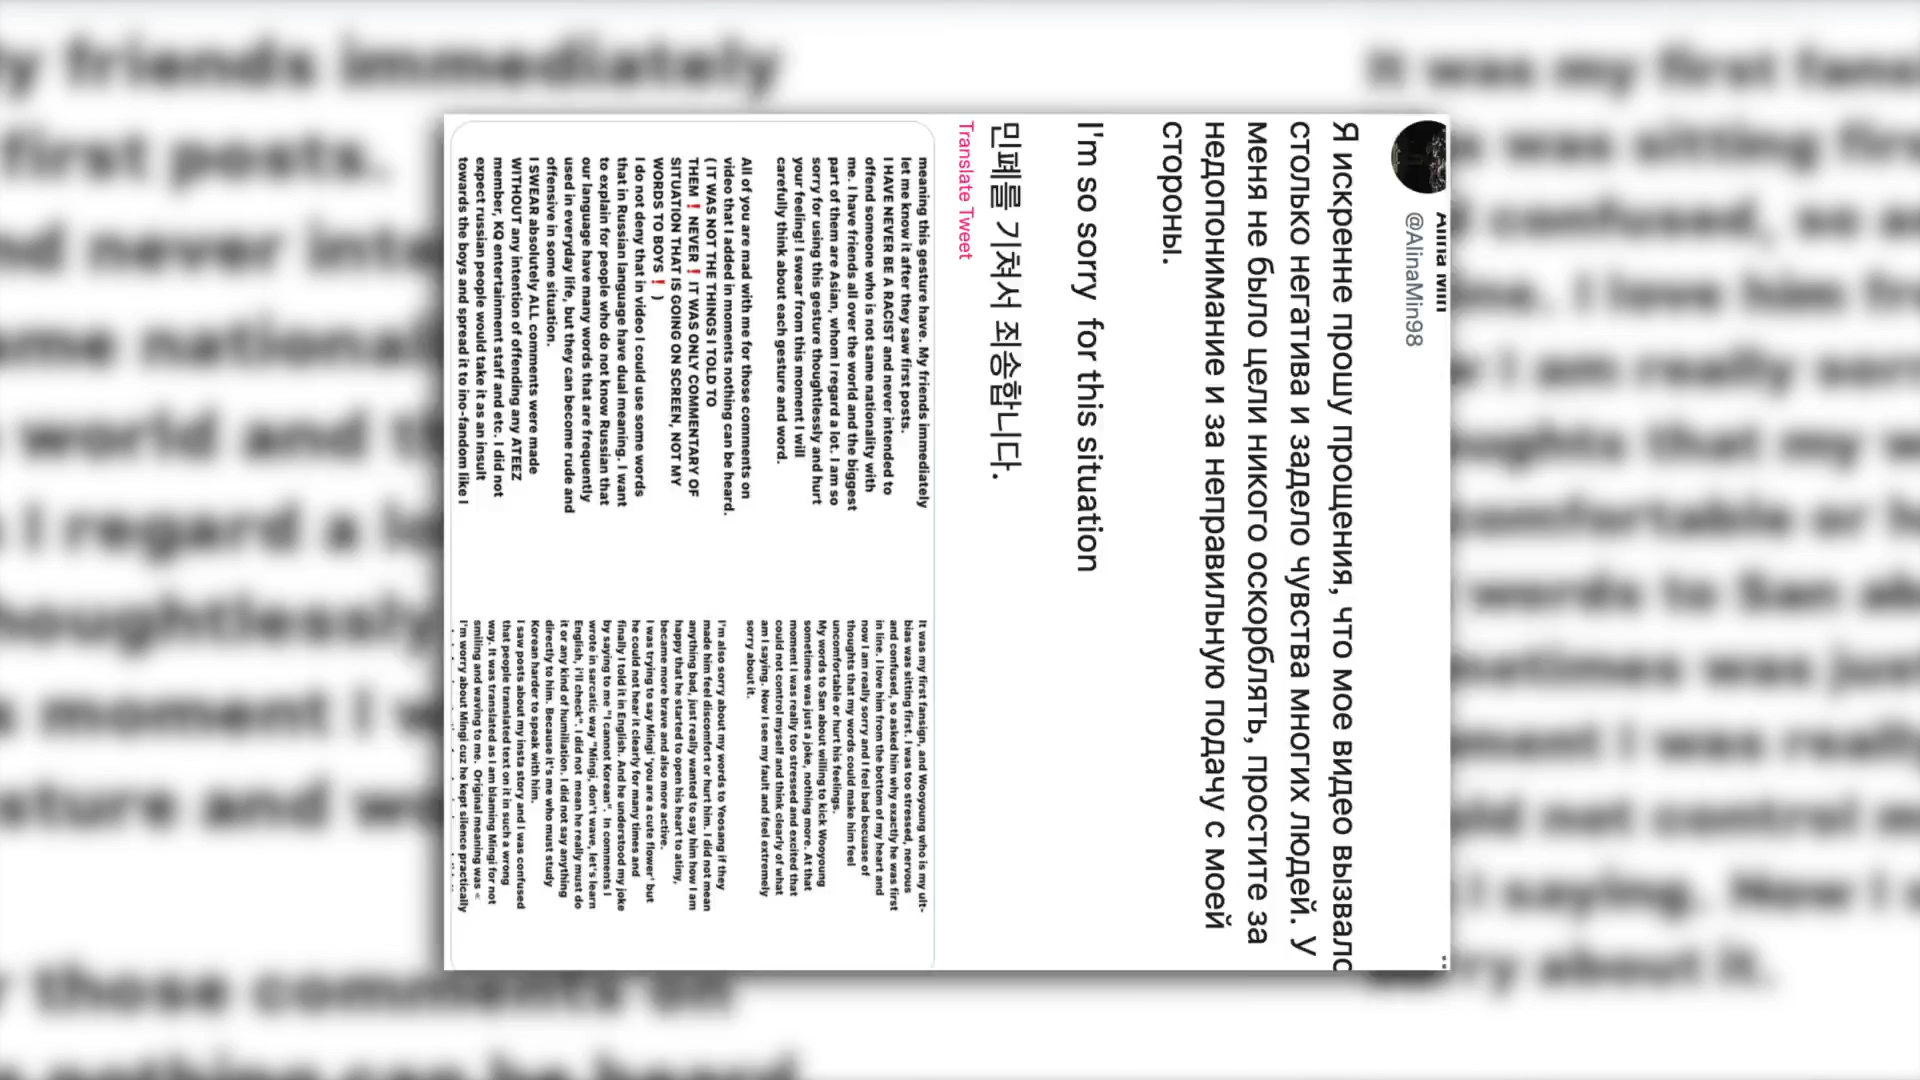 @AlinaMin98
Я искренне прошу прощения, что мое видео вызвало
столько негатива и задело чувства многих людей. У
меня не было цели никого оскорблять, простите за
недопонимание и за неправильную подачу с моей
стороны.
I'm so sorry for this situation
민폐를 기쳐서 죄송합니다.
Translate Tweet
meaning this gesture have. My friends immediately
let me know it after they saw first posts.
I HAVE NEVER BE A RACIST and never intended to
offend someone who is not same nationality with
me. I have friends all over the world and the biggest
part of them are Asian, whom I regard a lot. I am so
sorry for using this gesture thoughtlessly and hurt
your feeling! I swear from this moment I will
carefully think about each gesture and word.
All of you are mad with me for those comments on
video that I added in moments nothing can be heard.
( IT WAS NOT THE THINGS I TOLD TO
THEM❗NEVER❗IT WAS ONLY COMMENTARY OF
SITUATION THAT IS GOING ON SCREEN, NOT MY
WORDS TO BOYS❗)
I do not deny that in video I could use some words
that in Russian language have dual meaning. I want
to explain for people who do not know Russian that
our language have many words that are frequently
used in everyday life, but they can become rude and
offensive in some situation.
I SWEAR absolutely ALL comments were made
WITHOUT any intention of offending any ATEEZ
member, KQ entertainment staff and etc. I did not
expect russian people would take it as an insult
towards the boys and spread it to ino-fandom like I
It was my first fansign, and Wooyoung who is my ult-
bias was sitting first. I was too stressed, nervous
and confused, so asked him why exactly he was first
in line. I love him from the bottom of my heart and
now I am really sorry and I feel bad becuase of
thoughts that my words could make him feel
uncomfortable or hurt his feelings.
My words to San about willing to kick Wooyoung
sometimes was just a joke, nothing more. At that
moment I was really too stressed and excited that
could not control myself and think clearly of what
am I saying. Now I see my fault and feel extremely
sorry about it.
I'm also sorry about my words to Yeosang if they
made him feel discomfort or hurt him. I did not mean
anything bad, just really wanted to say him how I am
happy that he started to open his heart to atiny,
became more brave and also more active.
I was trying to say Mingi 'you are a cute flower' but
he could not hear it clearly for many times and
finally I told it in English. And he understood my joke
by saying to me "I cannot Korean". In comments I
wrote in sarcatic way "Mingi, don't wave, let's learn
English, i'll check". I did not mean he really must do
it or any kind of humiliation. I did not say anything
directly to him. Because it's me who must study
Korean harder to speak with him.
I saw posts about my insta story and I was confused
that people translated text on it in such a wrong
way. It was translated as I am blaming Mingi for not
smiling and waving to me. Original meaning was «
I'm worry about Mingi cuz he kept silence practically